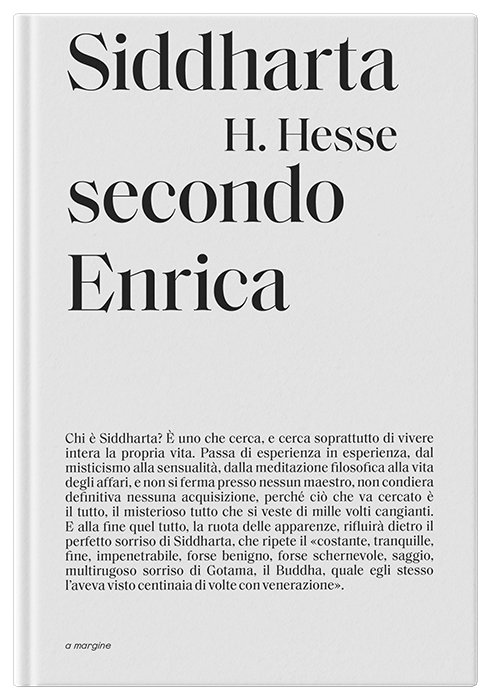 Siddharta
H. Hesse
secondo
Enrica
Chi è Siddharta? È uno che cerca, e cerca soprattutto di vivere
intera la propria vita. Passa di esperienza in esperienza, dal
misticismo alla sensualità, dalla meditazione filosofica alla vita
degli affari, e non si ferma presso nessun maestro, non condiera
definitiva nessuna acquisizione, perché ciò che va cercato è
il tutto, il misterioso tutto che si veste di mille volti cangianti.
E alla fine quel tutto, la ruota delle apparenze, rifluirà dietro il
perfetto sorriso di Siddharta, che ripete il «costante, tranquille,
fine, impenetrabile, forse benigno, forse schernevole, saggio,
multirugoso sorriso di Gotama, il Buddha, quale egli stesso
l'aveva visto centinaia di volte con venerazione».
a margine